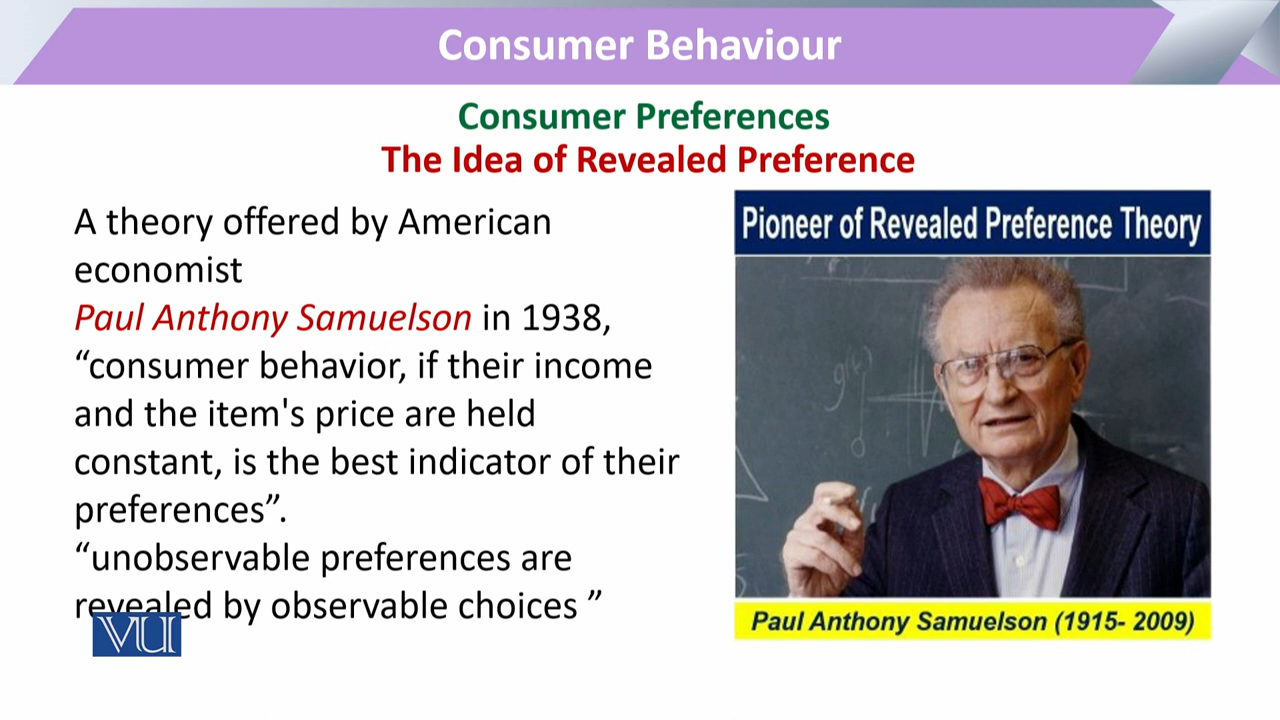 Consumer Behaviour
Consumer Preferences
The Idea of Revealed Preference
A theory offered by American
economist
Paul Anthony Samuelson in 1938,
“consumer behavior, if their income
and the item's price are held
constant, is the best indicator of their
preferences”.
“unobservable preferences are
revealed by observable choices ”
VU
Pioneer of Revealed Preference Theory
Paul Anthony Samuelson (1915- 2009)